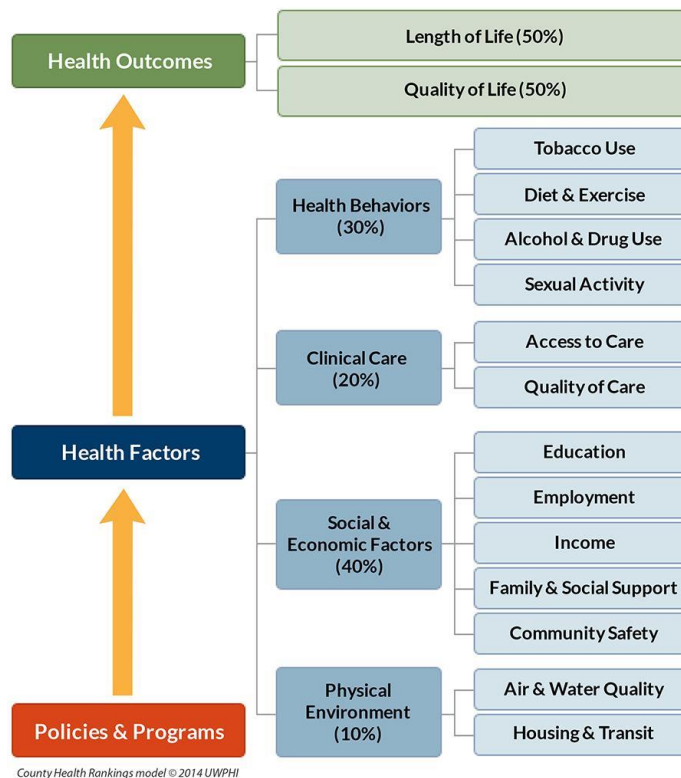 Health Outcomes
Length of Life (50%)
Quality of Life (50%)
Health Factors
Health Behaviors
(30%)
Tobacco Use
Diet & Exercise
Alcohol & Drug Use
Sexual Activity
Clinical Care
(20%)
Access to Care
Quality of Care
Social &
Economic Factors
(40%)
Education
Employment
Income
Family & Social Support
Community Safety
Physical
Environment
(10%)
Air & Water Quality
Housing & Transit
Policies & Programs
County Health Rankings model © 2014 UWPHI